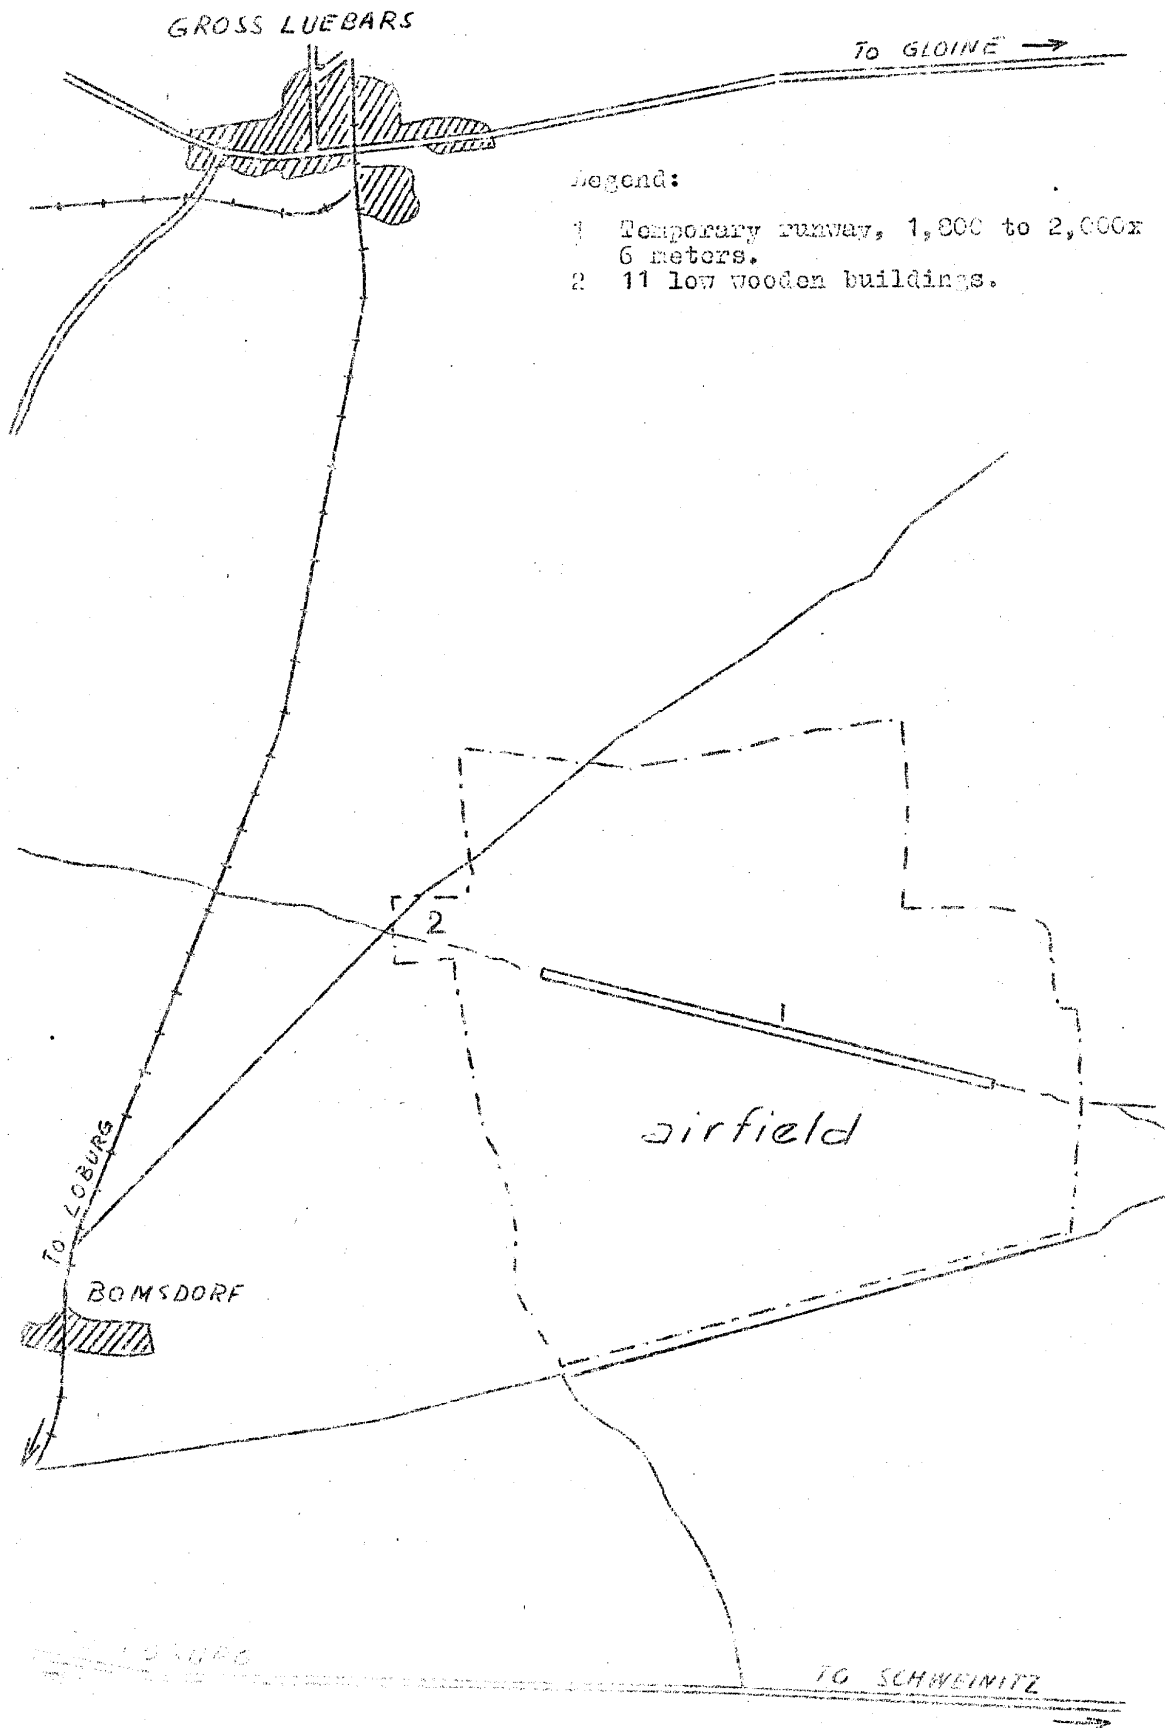 GROSS LUEBARS
TO GLOINE
Legend:
1 Temporary runway, 1,800 to 2,000x
6 meters.
2 11 low wooden buildings.
2
1
airfield
TO LOBURG
BOMSDORF
LOBURG
TO SCHWEINITZ